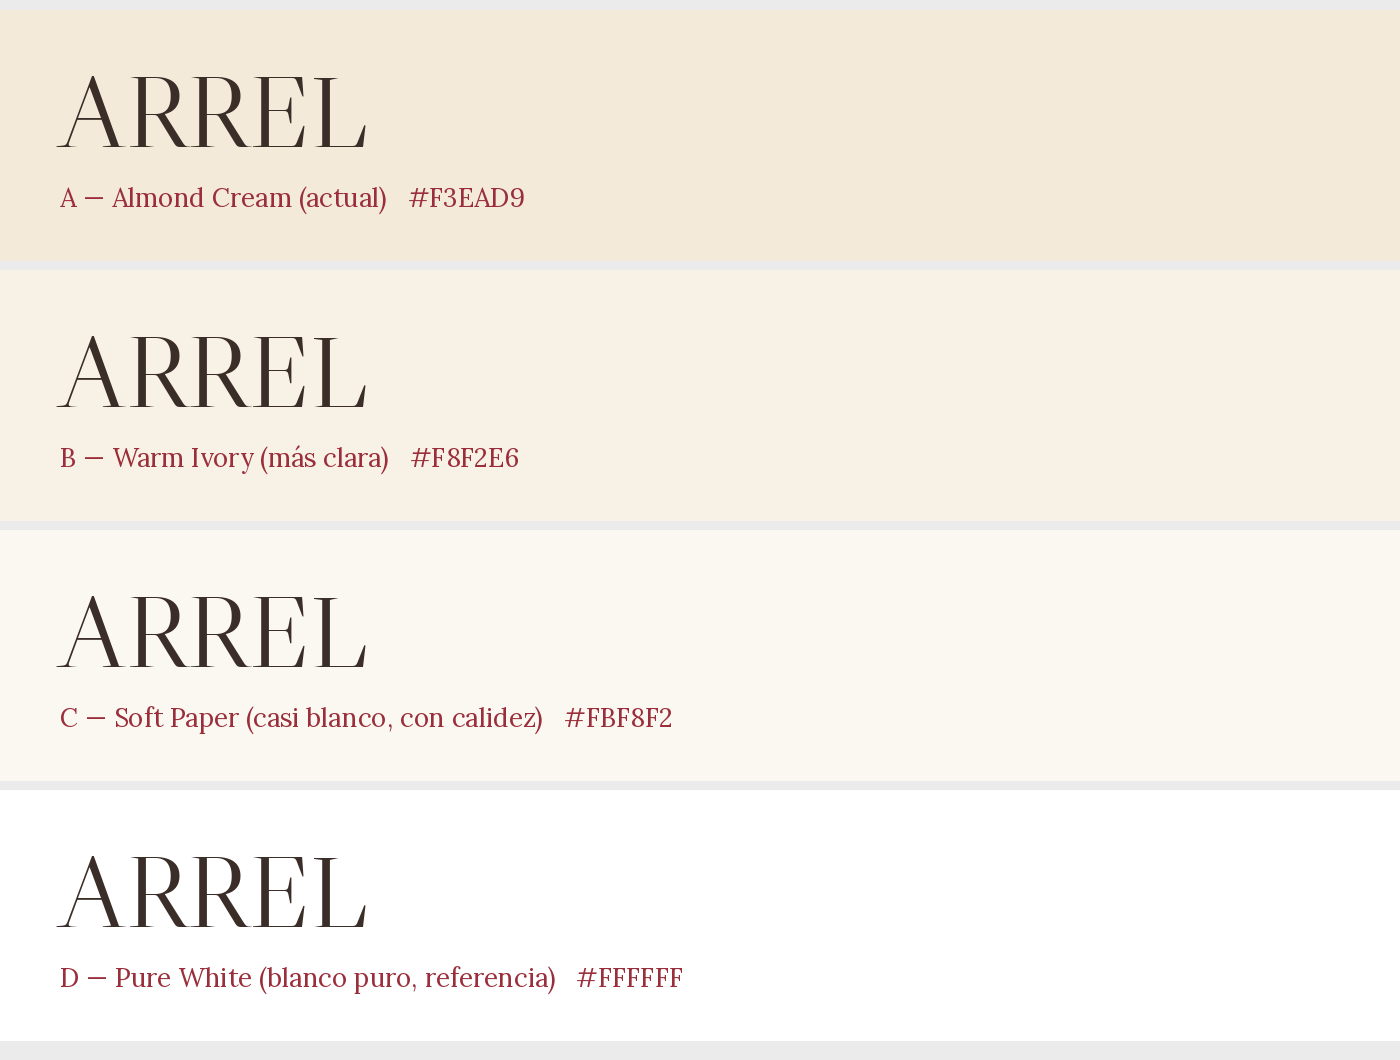 ARREL
A — Almond Cream (actual) #F3EAD9
ARREL
B — Warm Ivory (más clara) #F8F2E6
ARREL
C — Soft Paper (casi blanco, con calidez) #FBF8F2
ARREL
D — Pure White (blanco puro, referencia) #FFFFFF